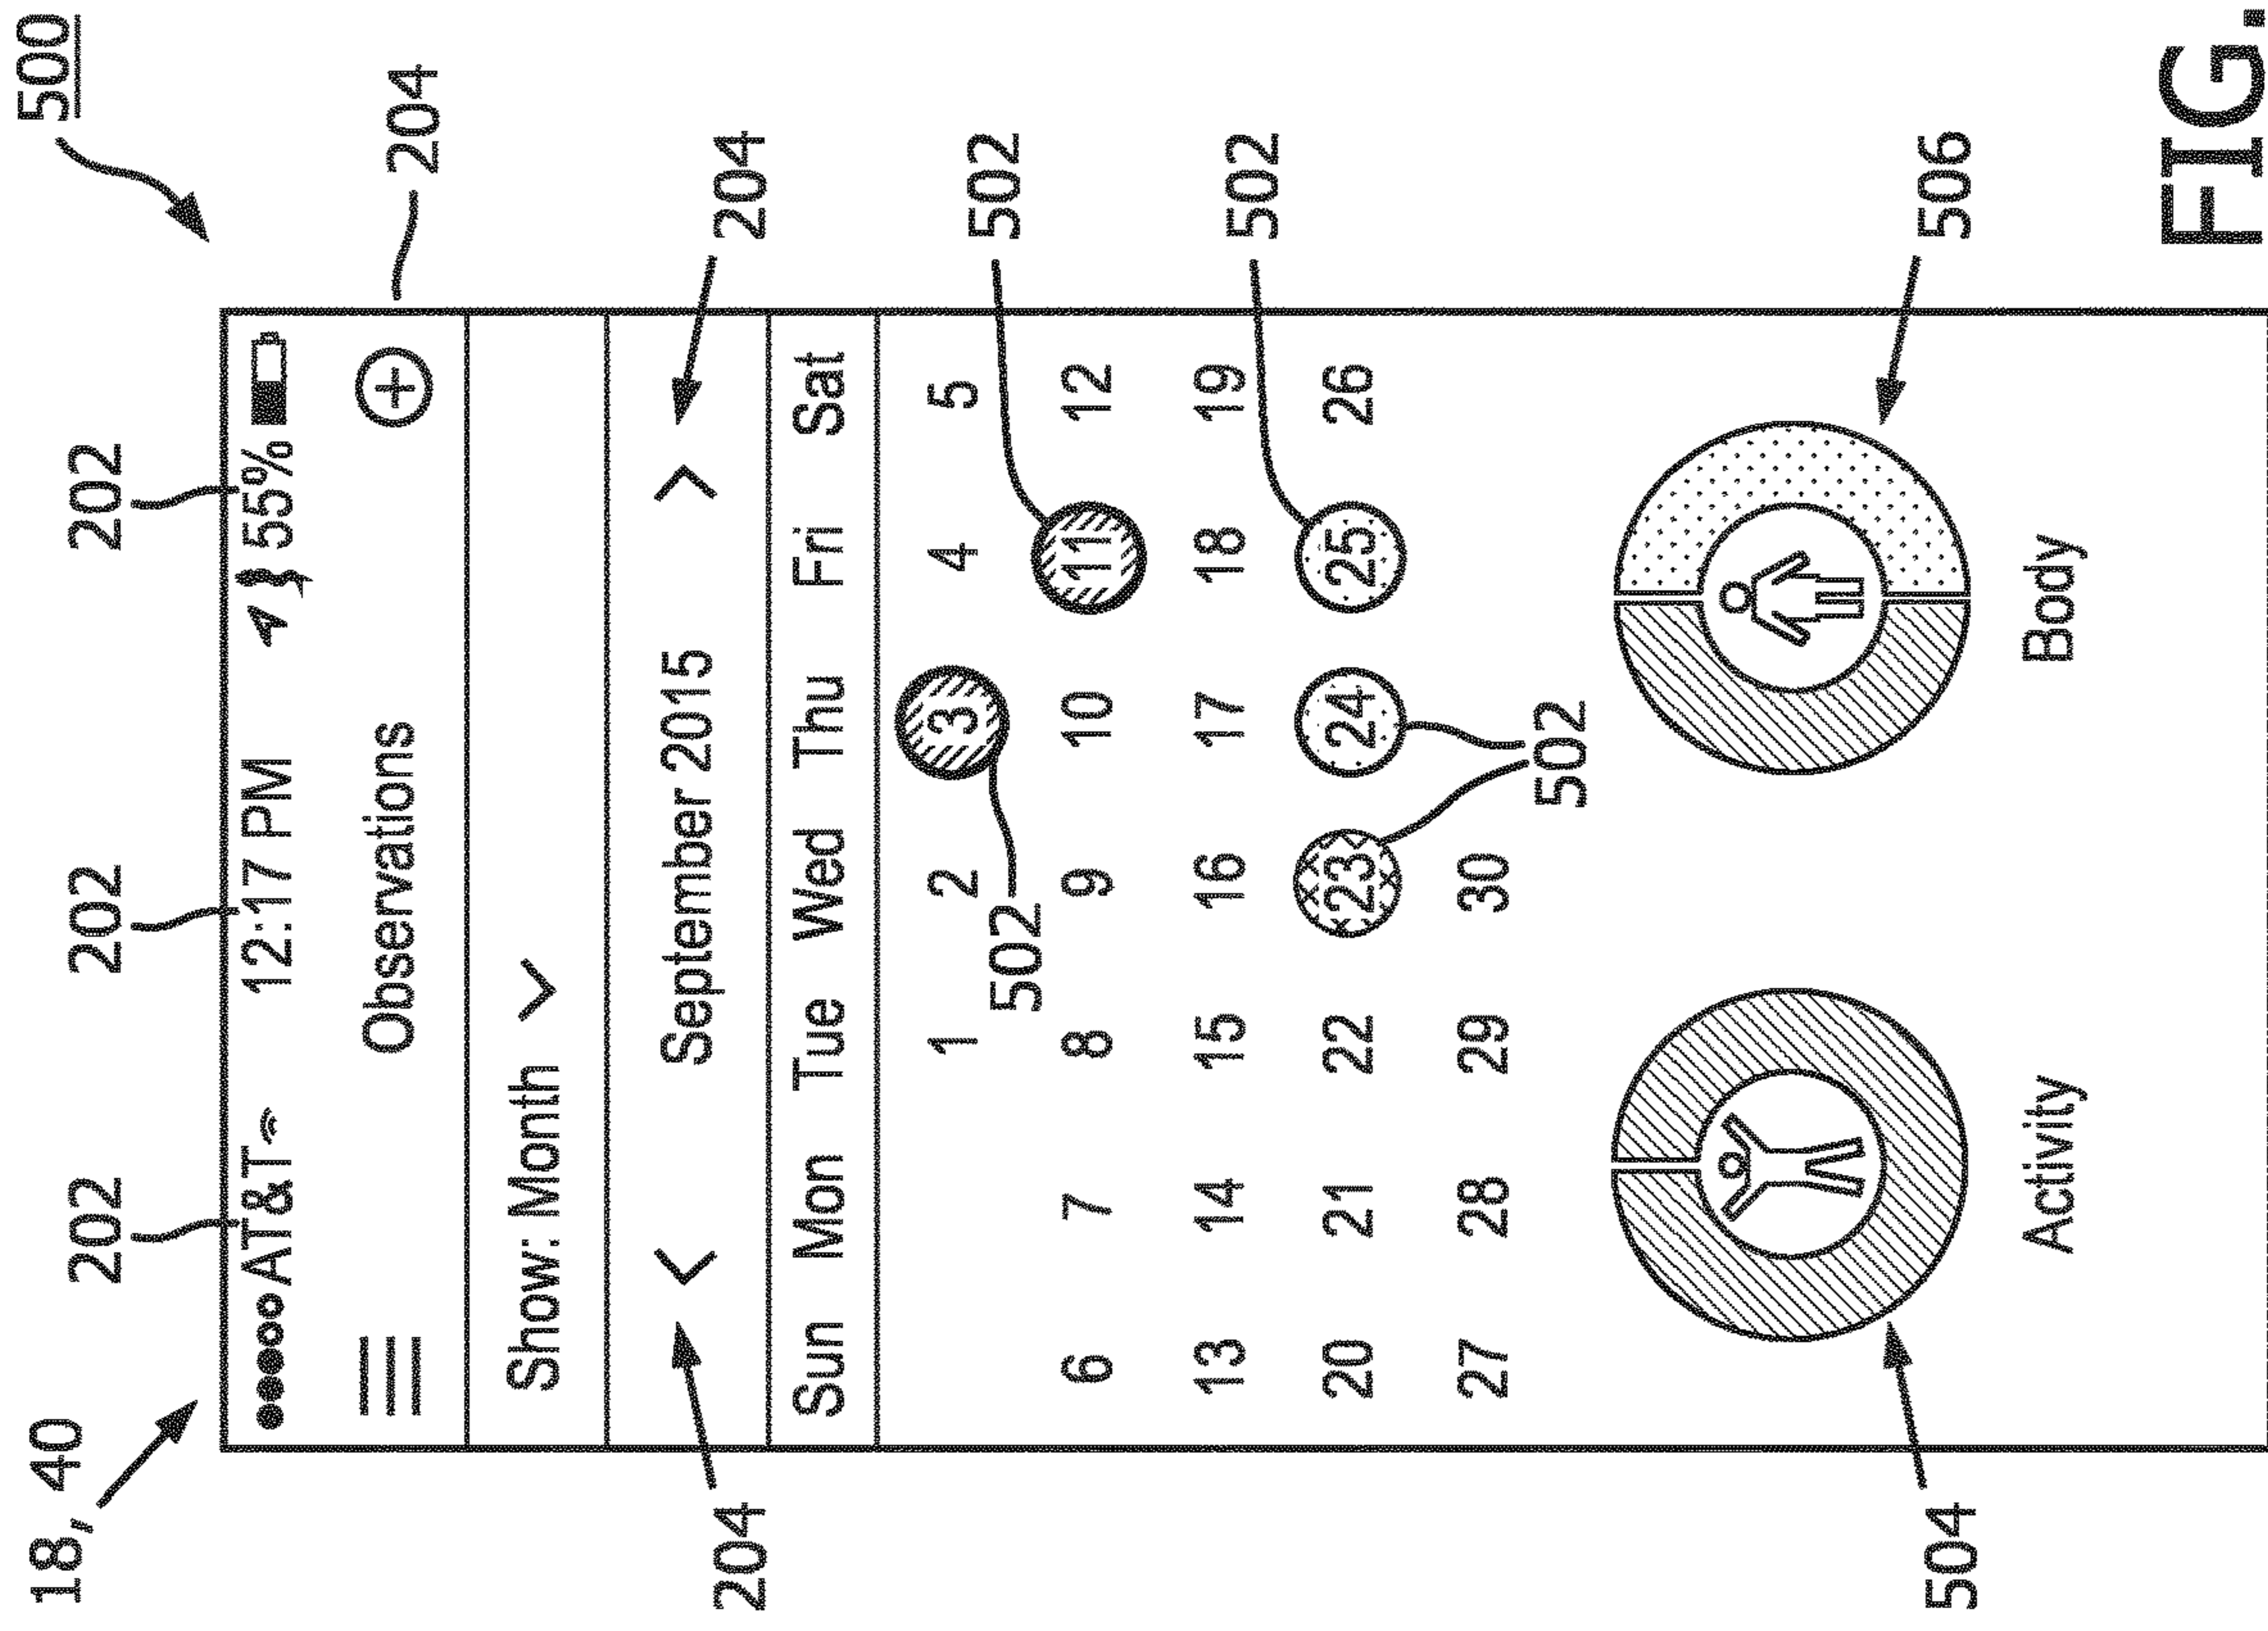 500
18, 40
202 202 202
AT&T 12:17 PM 55%
Observations
204
Show: Month
204 September 2015 204
Sun Mon Tue Wed Thu Fri Sat
1 2 3 4 5
502
502
6 7 8 9 10 11 12
13 14 15 16 17 18 19
502
20 21 22 23 24 25 26
27 28 29 30
502
504 506
Activity Body
FIG.